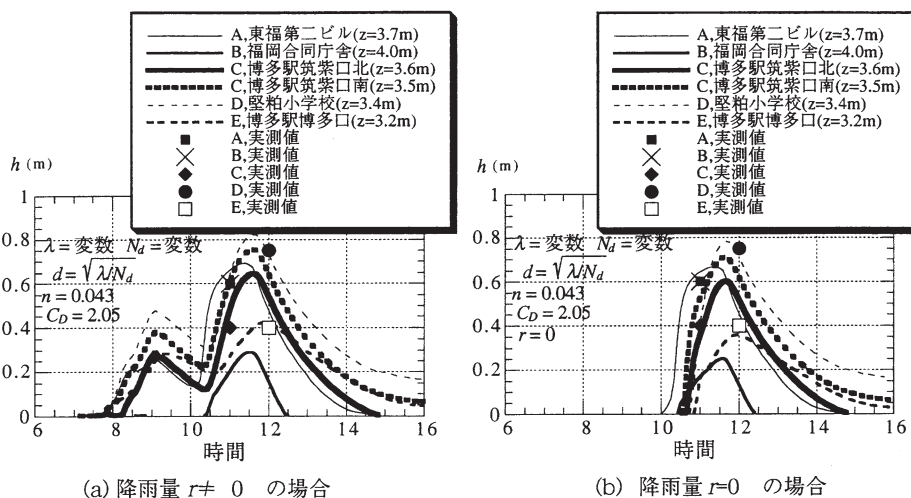 A,東福第二ビル(z=3.7m)
B,福岡合同庁舎(z=4.0m)
C,博多駅筑紫口北(z=3.6m)
C,博多駅筑紫口南(z=3.5m)
D,堅粕小学校(z=3.4m)
E,博多駅博多口(z=3.2m)
A,実測値
B,実測値
C,実測値
D,実測値
E,実測値
h (m)
1
0.8
0.6
0.4
0.2
0
λ=変数 N_d=変数
d=√λ/N_d
n=0.043
C_D=2.05
6 8 10 12 14 16
時間
(a) 降雨量 r≠ 0 の場合
A,東福第二ビル(z=3.7m)
B,福岡合同庁舎(z=4.0m)
C,博多駅筑紫口北(z=3.6m)
C,博多駅筑紫口南(z=3.5m)
D,堅粕小学校(z=3.4m)
E,博多駅博多口(z=3.2m)
A,実測値
B,実測値
C,実測値
D,実測値
E,実測値
h (m)
1
0.8
0.6
0.4
0.2
0
λ=変数 N_d=変数
d=√λ/N_d
n=0.043
C_D=2.05
r=0
6 8 10 12 14 16
時間
(b) 降雨量 r=0 の場合